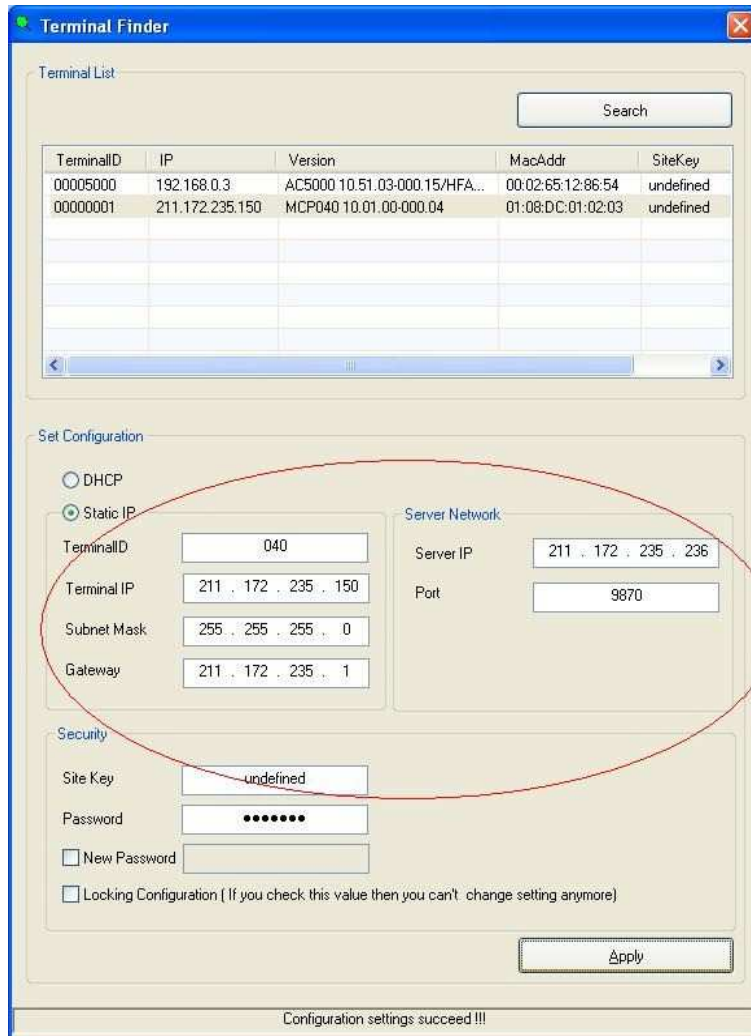 Terminal Finder
Terminal List
Search
TerminalID IP Version MacAddr SiteKey
00005000 192.168.0.3 AC5000 10.51.03-000.15/HFA... 00:02:65:12:86:54 undefined
00000001 211.172.235.150 MCP040 10.01.00-000.04 01:08:DC:01:02:03 undefined
Set Configuration
DHCP
Static IP
TerminalID 040
Terminal IP 211 . 172 . 235 . 150
Subnet Mask 255 . 255 . 255 . 0
Gateway 211 . 172 . 235 . 1
Server Network
Server IP 211 . 172 . 235 . 236
Port 9870
Security
Site Key undefined
Password •••••••
New Password
Locking Configuration ( If you check this value then you can't change setting anymore)
Apply
Configuration settings succeed !!!